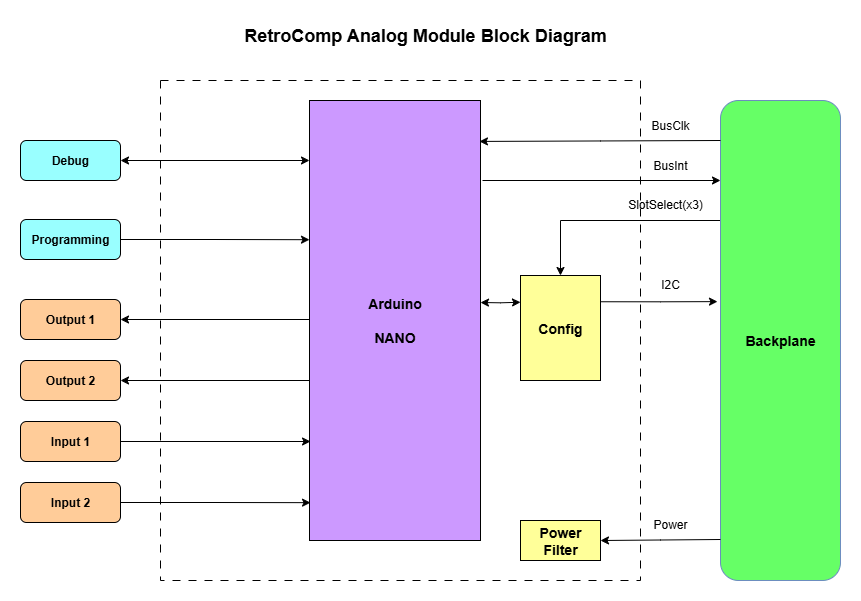 RetroComp Analog Module Block Diagram
BusClk
Debug
BusInt
SlotSelect(x3)
Programming
I2C
Arduino
NANO
Output 1
Config
Backplane
Output 2
Input 1
Input 2
Power
Power
Filter